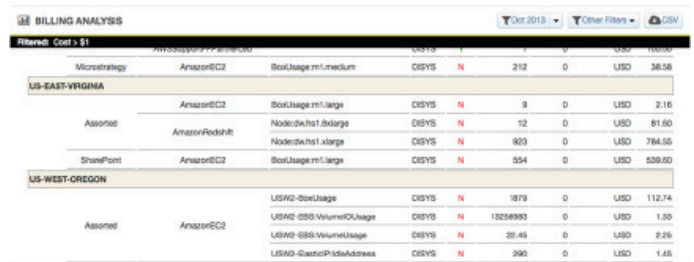 BILLING ANALYSIS
Oct 2013 Other Filters CSV
Filtered: Cost > $1
Microstrategy AmazonEC2 BoxUsage:m1.medium DISYS N 212 0 USD 38.58
US-EAST-VIRGINIA
AmazonEC2 BoxUsage:m1.large DISYS N 9 0 USD 2.16
Assorted AmazonRedshift Node:dw.hs1.8xlarge DISYS N 12 0 USD 81.60
Node:dw.hs1.xlarge DISYS N 923 0 USD 784.55
SharePoint AmazonEC2 BoxUsage:m1.large DISYS N 554 0 USD 539.60
US-WEST-OREGON
USW2-BoxUsage DISYS N 1879 0 USD 112.74
Assorted AmazonEC2 USW2-EBS:VolumeIOUsage DISYS N 13258983 0 USD 1.33
USW2-EBS:VolumeUsage DISYS N 22.45 0 USD 2.25
USW2-ElasticIP:IdleAddress DISYS N 290 0 USD 1.45